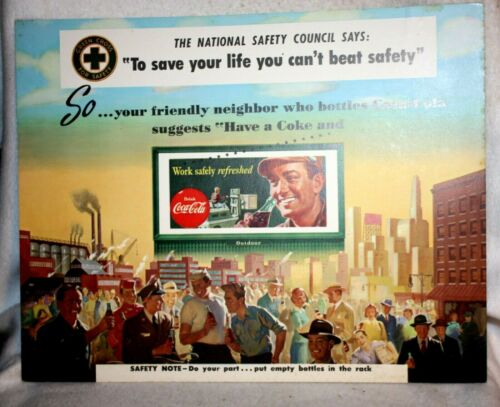 GREEN CROSS
FOR SAFETY
THE NATIONAL SAFETY COUNCIL SAYS:
"To save your life you can't beat safety"
So...your friendly neighbor who bottles Coca-Cola
suggests "Have a Coke and
Work safely refreshed
Drink
Coca-Cola
Outdoor
SAFETY NOTE—Do your part...put empty bottles in the rack